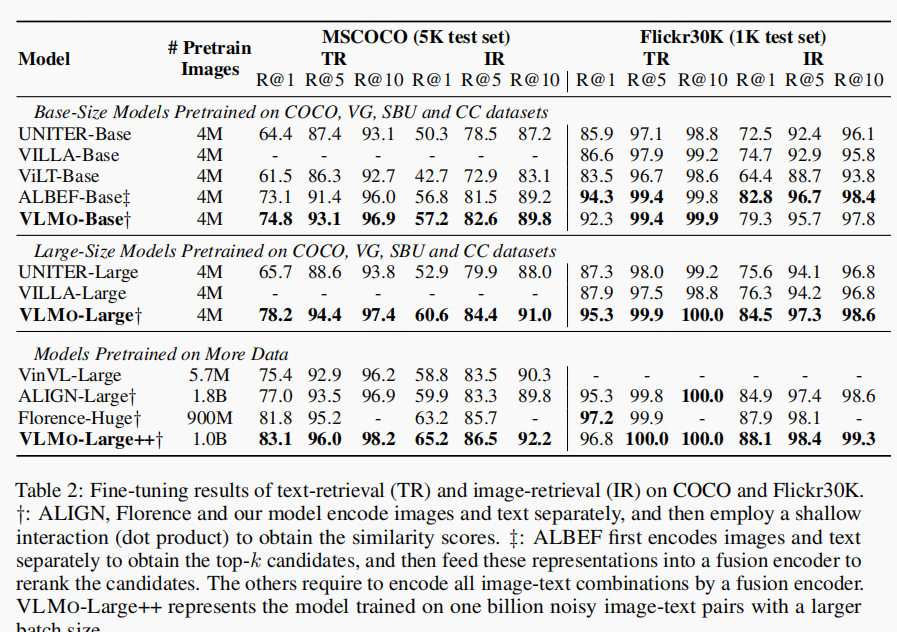 MSCOCO (5K test set) Flickr30K (1K test set)
Model # Pretrain Images TR IR TR IR
R@1 R@5 R@10 R@1 R@5 R@10 R@1 R@5 R@10 R@1 R@5 R@10
Base-Size Models Pretrained on COCO, VG, SBU and CC datasets
UNITER-Base 4M 64.4 87.4 93.1 50.3 78.5 87.2 85.9 97.1 98.8 72.5 92.4 96.1
VILLA-Base 4M - - - - - - 86.6 97.9 99.2 74.7 92.9 95.8
ViLT-Base 4M 61.5 86.3 92.7 42.7 72.9 83.1 83.5 96.7 98.6 64.4 88.7 93.8
ALBEF-Base‡ 4M 73.1 91.4 96.0 56.8 81.5 89.2 94.3 99.4 99.8 82.8 96.7 98.4
VLMO-Base† 4M 74.8 93.1 96.9 57.2 82.6 89.8 92.3 99.4 99.9 79.3 95.7 97.8
Large-Size Models Pretrained on COCO, VG, SBU and CC datasets
UNITER-Large 4M 65.7 88.6 93.8 52.9 79.9 88.0 87.3 98.0 99.2 75.6 94.1 96.8
VILLA-Large 4M - - - - - - 87.9 97.5 98.8 76.3 94.2 96.8
VLMO-Large† 4M 78.2 94.4 97.4 60.6 84.4 91.0 95.3 99.9 100.0 84.5 97.3 98.6
Models Pretrained on More Data
VinVL-Large 5.7M 75.4 92.9 96.2 58.8 83.5 90.3 - - - - - -
ALIGN-Large† 1.8B 77.0 93.5 96.9 59.9 83.3 89.8 95.3 99.8 100.0 84.9 97.4 98.6
Florence-Huge† 900M 81.8 95.2 - 63.2 85.7 - 97.2 99.9 - 87.9 98.1 -
VLMO-Large++† 1.0B 83.1 96.0 98.2 65.2 86.5 92.2 96.8 100.0 100.0 88.1 98.4 99.3
Table 2: Fine-tuning results of text-retrieval (TR) and image-retrieval (IR) on COCO and Flickr30K.
†: ALIGN, Florence and our model encode images and text separately, and then employ a shallow
interaction (dot product) to obtain the similarity scores. ‡: ALBEF first encodes images and text
separately to obtain the top-k candidates, and then feed these representations into a fusion encoder to
rerank the candidates. The others require to encode all image-text combinations by a fusion encoder.
VLMO-Large++ represents the model trained on one billion noisy image-text pairs with a larger
batch size.